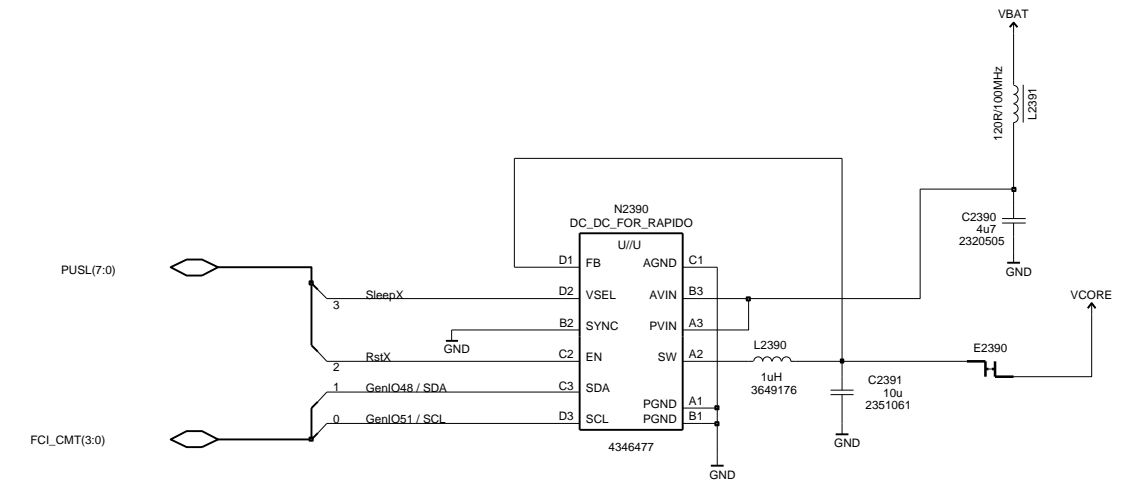 VBAT
120R/100MHz
L2391
N2390
DC_DC_FOR_RAPIDO
C2390
4u7
2320505
GND
U//U
PUSL(7:0)
D1 FB AGND C1
3 SleepX D2 VSEL AVIN B3
VCORE
GND B2 SYNC PVIN A3
L2390
E2390
2 RstX C2 EN SW A2
1uH
3649176
C2391
10u
2351061
1 GenIO48 / SDA C3 SDA
PGND A1
0 GenIO51 / SCL D3 SCL PGND B1
FCI_CMT(3:0)
GND
4346477
GND